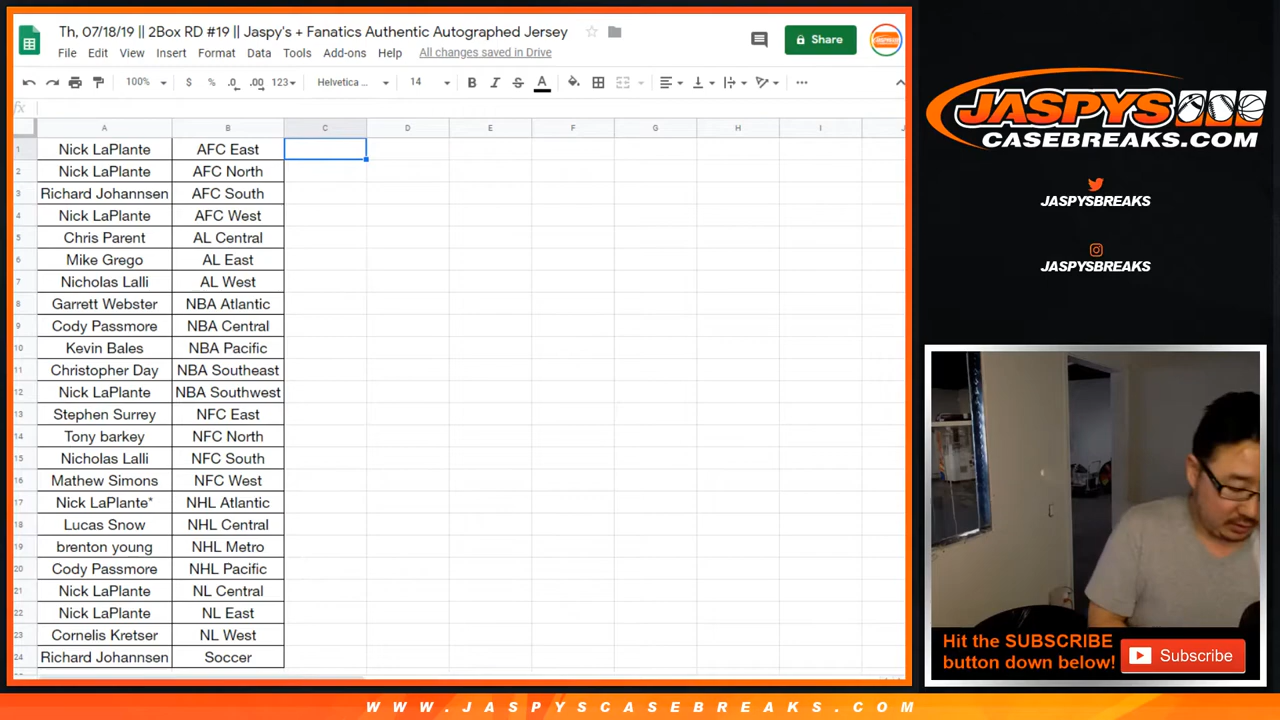 Th, 07/18/19 || 2Box RD #19 || Jaspy's + Fanatics Authentic Autographed Jersey
File Edit View Insert Format Data Tools Add-ons Help All changes saved in Drive
Share
100% $ % .0 .00 123 Helvetica ... 14 B I S A ...
fx
A B C D E F G H I J
1 Nick LaPlante AFC East
2 Nick LaPlante AFC North
3 Richard Johannsen AFC South
4 Nick LaPlante AFC West
5 Chris Parent AL Central
6 Mike Grego AL East
7 Nicholas Lalli AL West
8 Garrett Webster NBA Atlantic
9 Cody Passmore NBA Central
10 Kevin Bales NBA Pacific
11 Christopher Day NBA Southeast
12 Nick LaPlante NBA Southwest
13 Stephen Surrey NFC East
14 Tony barkey NFC North
15 Nicholas Lalli NFC South
16 Mathew Simons NFC West
17 Nick LaPlante* NHL Atlantic
18 Lucas Snow NHL Central
19 brenton young NHL Metro
20 Cody Passmore NHL Pacific
21 Nick LaPlante NL Central
22 Nick LaPlante NL East
23 Cornelis Kretser NL West
24 Richard Johannsen Soccer
JASPYS
CASEBREAKS.COM
JASPYSBREAKS
JASPYSBREAKS
Hit the SUBSCRIBE
button down below!
Subscribe
WWW.JASPYSCASEBREAKS.COM